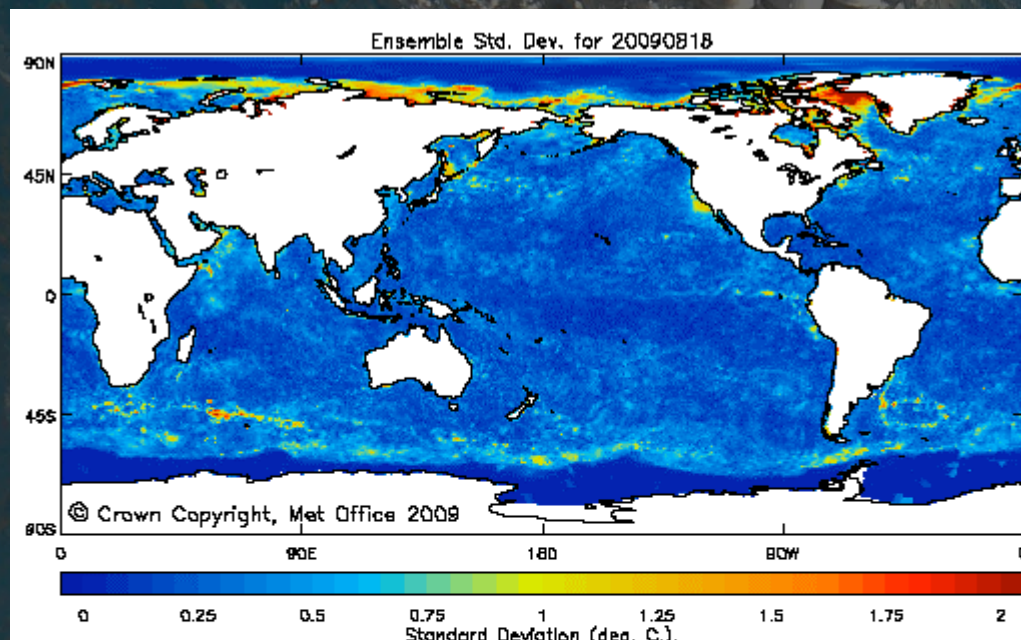 Ensemble Std. Dev. for 20090818
90N
45N
0
45S
90S
© Crown Copyright, Met Office 2009
0 90E 180 90W
0 0.25 0.5 0.75 1 1.25 1.5 1.75 2
Standard Deviation (deg. C.).